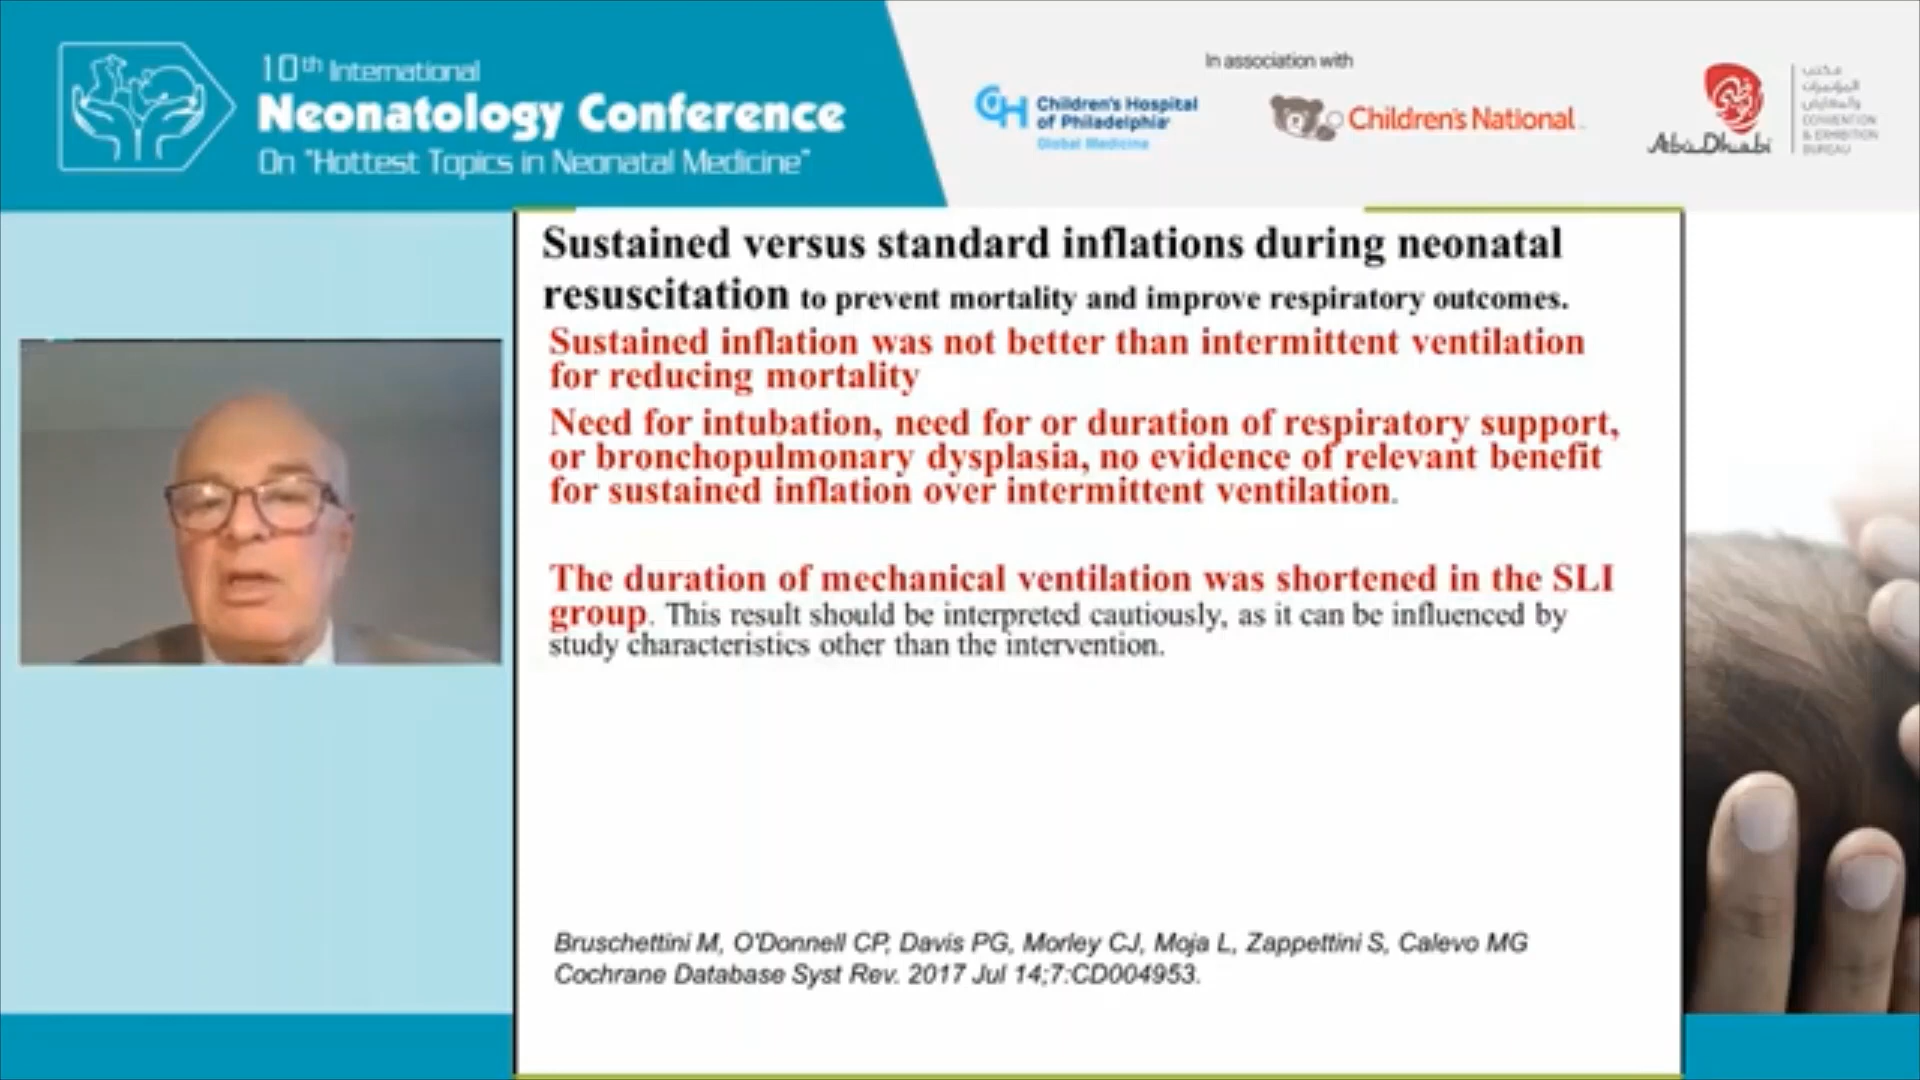 10th International
Neonatology Conference
On "Hottest Topics in Neonatal Medicine"
In association with
Children's Hospital
of Philadelphia
Global Medicine
Children's National
Abu Dhabi
مكتب
المؤتمرات
والمعارض
CONVENTION
& EXHIBITION
BUREAU
Sustained versus standard inflations during neonatal
resuscitation to prevent mortality and improve respiratory outcomes.
Sustained inflation was not better than intermittent ventilation
for reducing mortality
Need for intubation, need for or duration of respiratory support,
or bronchopulmonary dysplasia, no evidence of relevant benefit
for sustained inflation over intermittent ventilation.
The duration of mechanical ventilation was shortened in the SLI
group. This result should be interpreted cautiously, as it can be influenced by
study characteristics other than the intervention.
Bruschettini M, O'Donnell CP, Davis PG, Morley CJ, Moja L, Zappettini S, Calevo MG
Cochrane Database Syst Rev. 2017 Jul 14;7:CD004953.